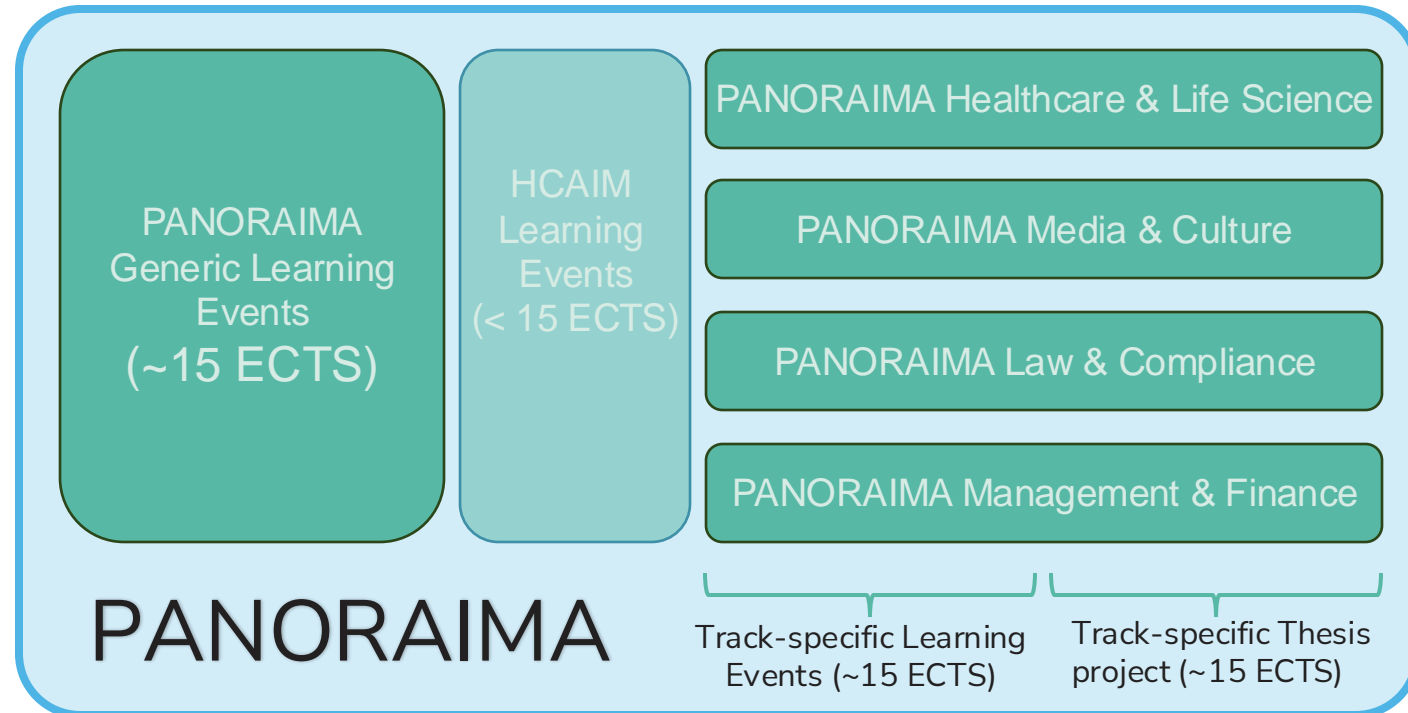 PANORAIMA
Generic Learning
Events
(~15 ECTS)
HCAIM
Learning
Events
(< 15 ECTS)
PANORAIMA Healthcare & Life Science
PANORAIMA Media & Culture
PANORAIMA Law & Compliance
PANORAIMA Management & Finance
PANORAIMA
Track-specific Learning
Events (~15 ECTS)
Track-specific Thesis
project (~15 ECTS)